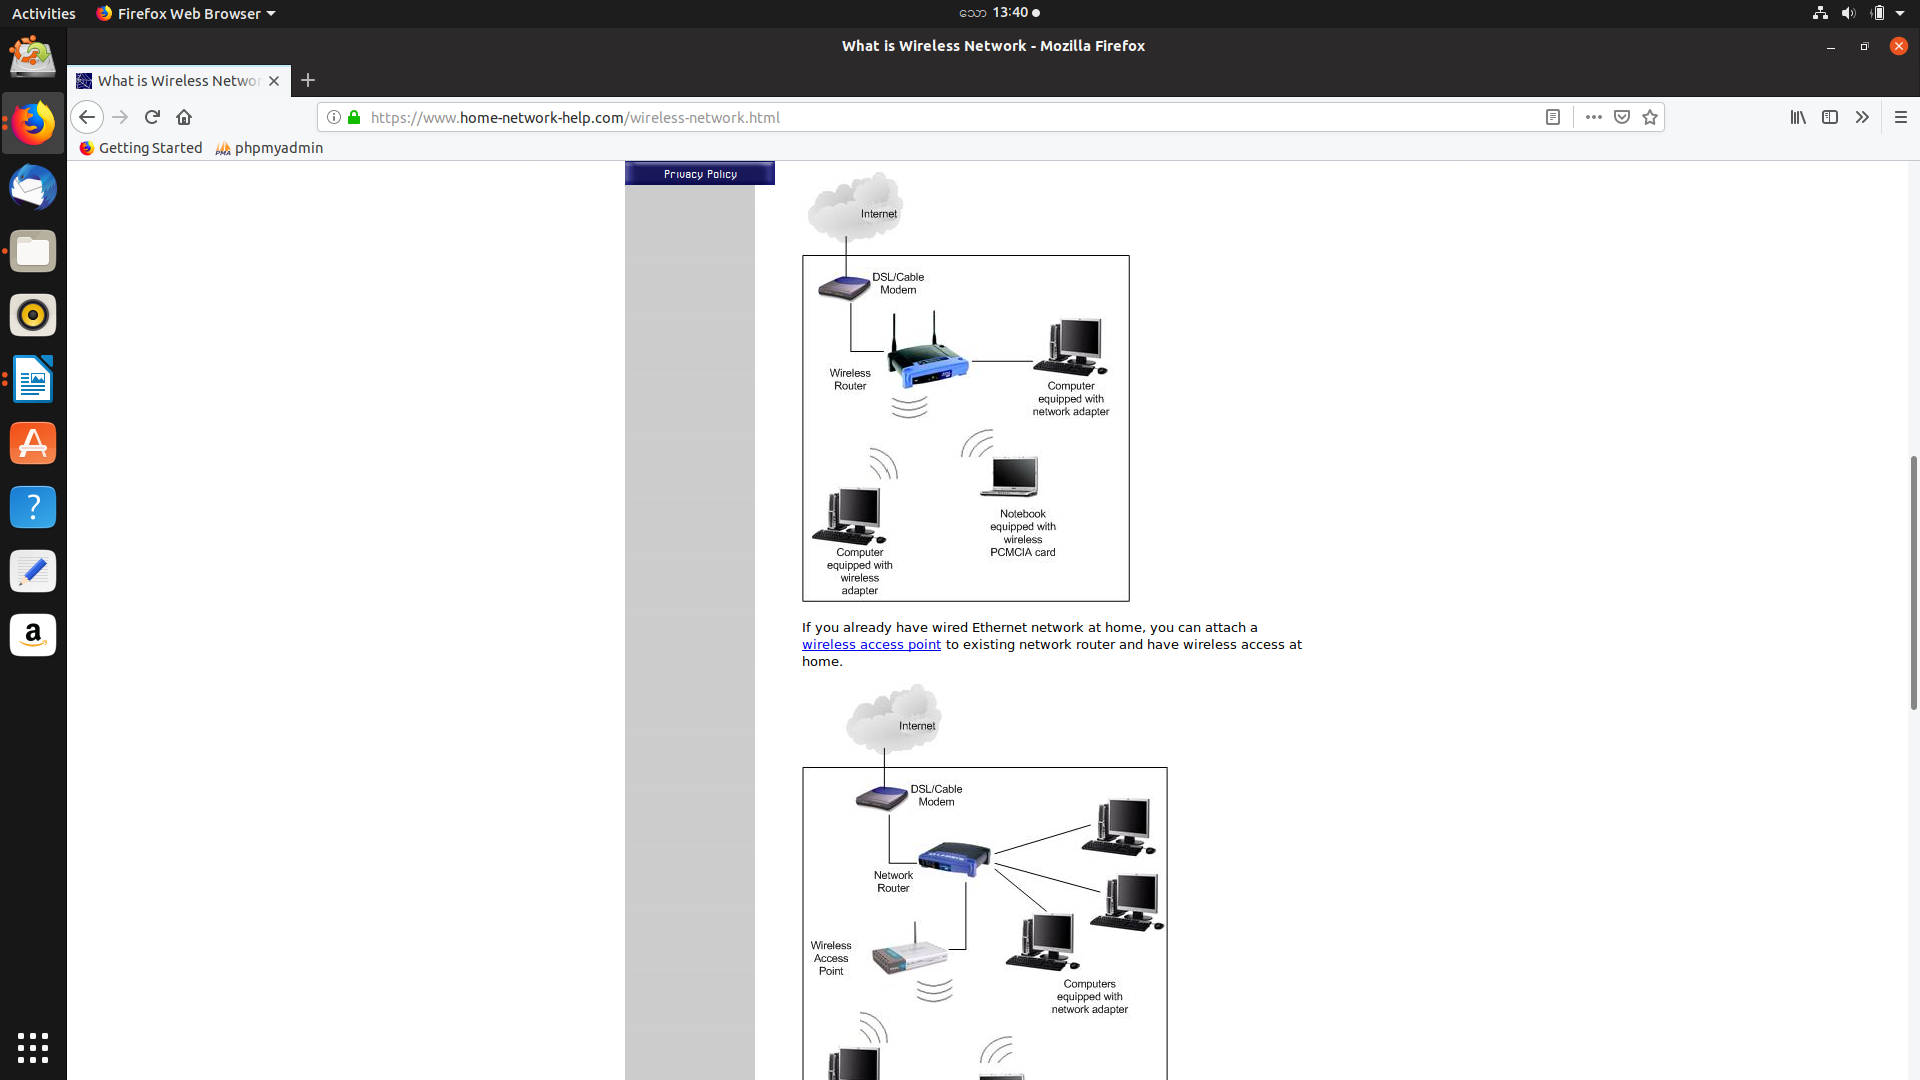 Activities
Firefox Web Browser
သော 13:40
What is Wireless Network - Mozilla Firefox
What is Wireless Networ
https://www.home-network-help.com/wireless-network.html
Getting Started
phpmyadmin
Privacy Policy
Internet
DSL/Cable
Modem
Wireless
Router
Computer
equipped with
network adapter
Notebook
equipped with
wireless
PCMCIA card
Computer
equipped with
wireless
adapter
If you already have wired Ethernet network at home, you can attach a
wireless access point to existing network router and have wireless access at
home.
Internet
DSL/Cable
Modem
Network
Router
Wireless
Access
Point
Computers
equipped with
network adapter